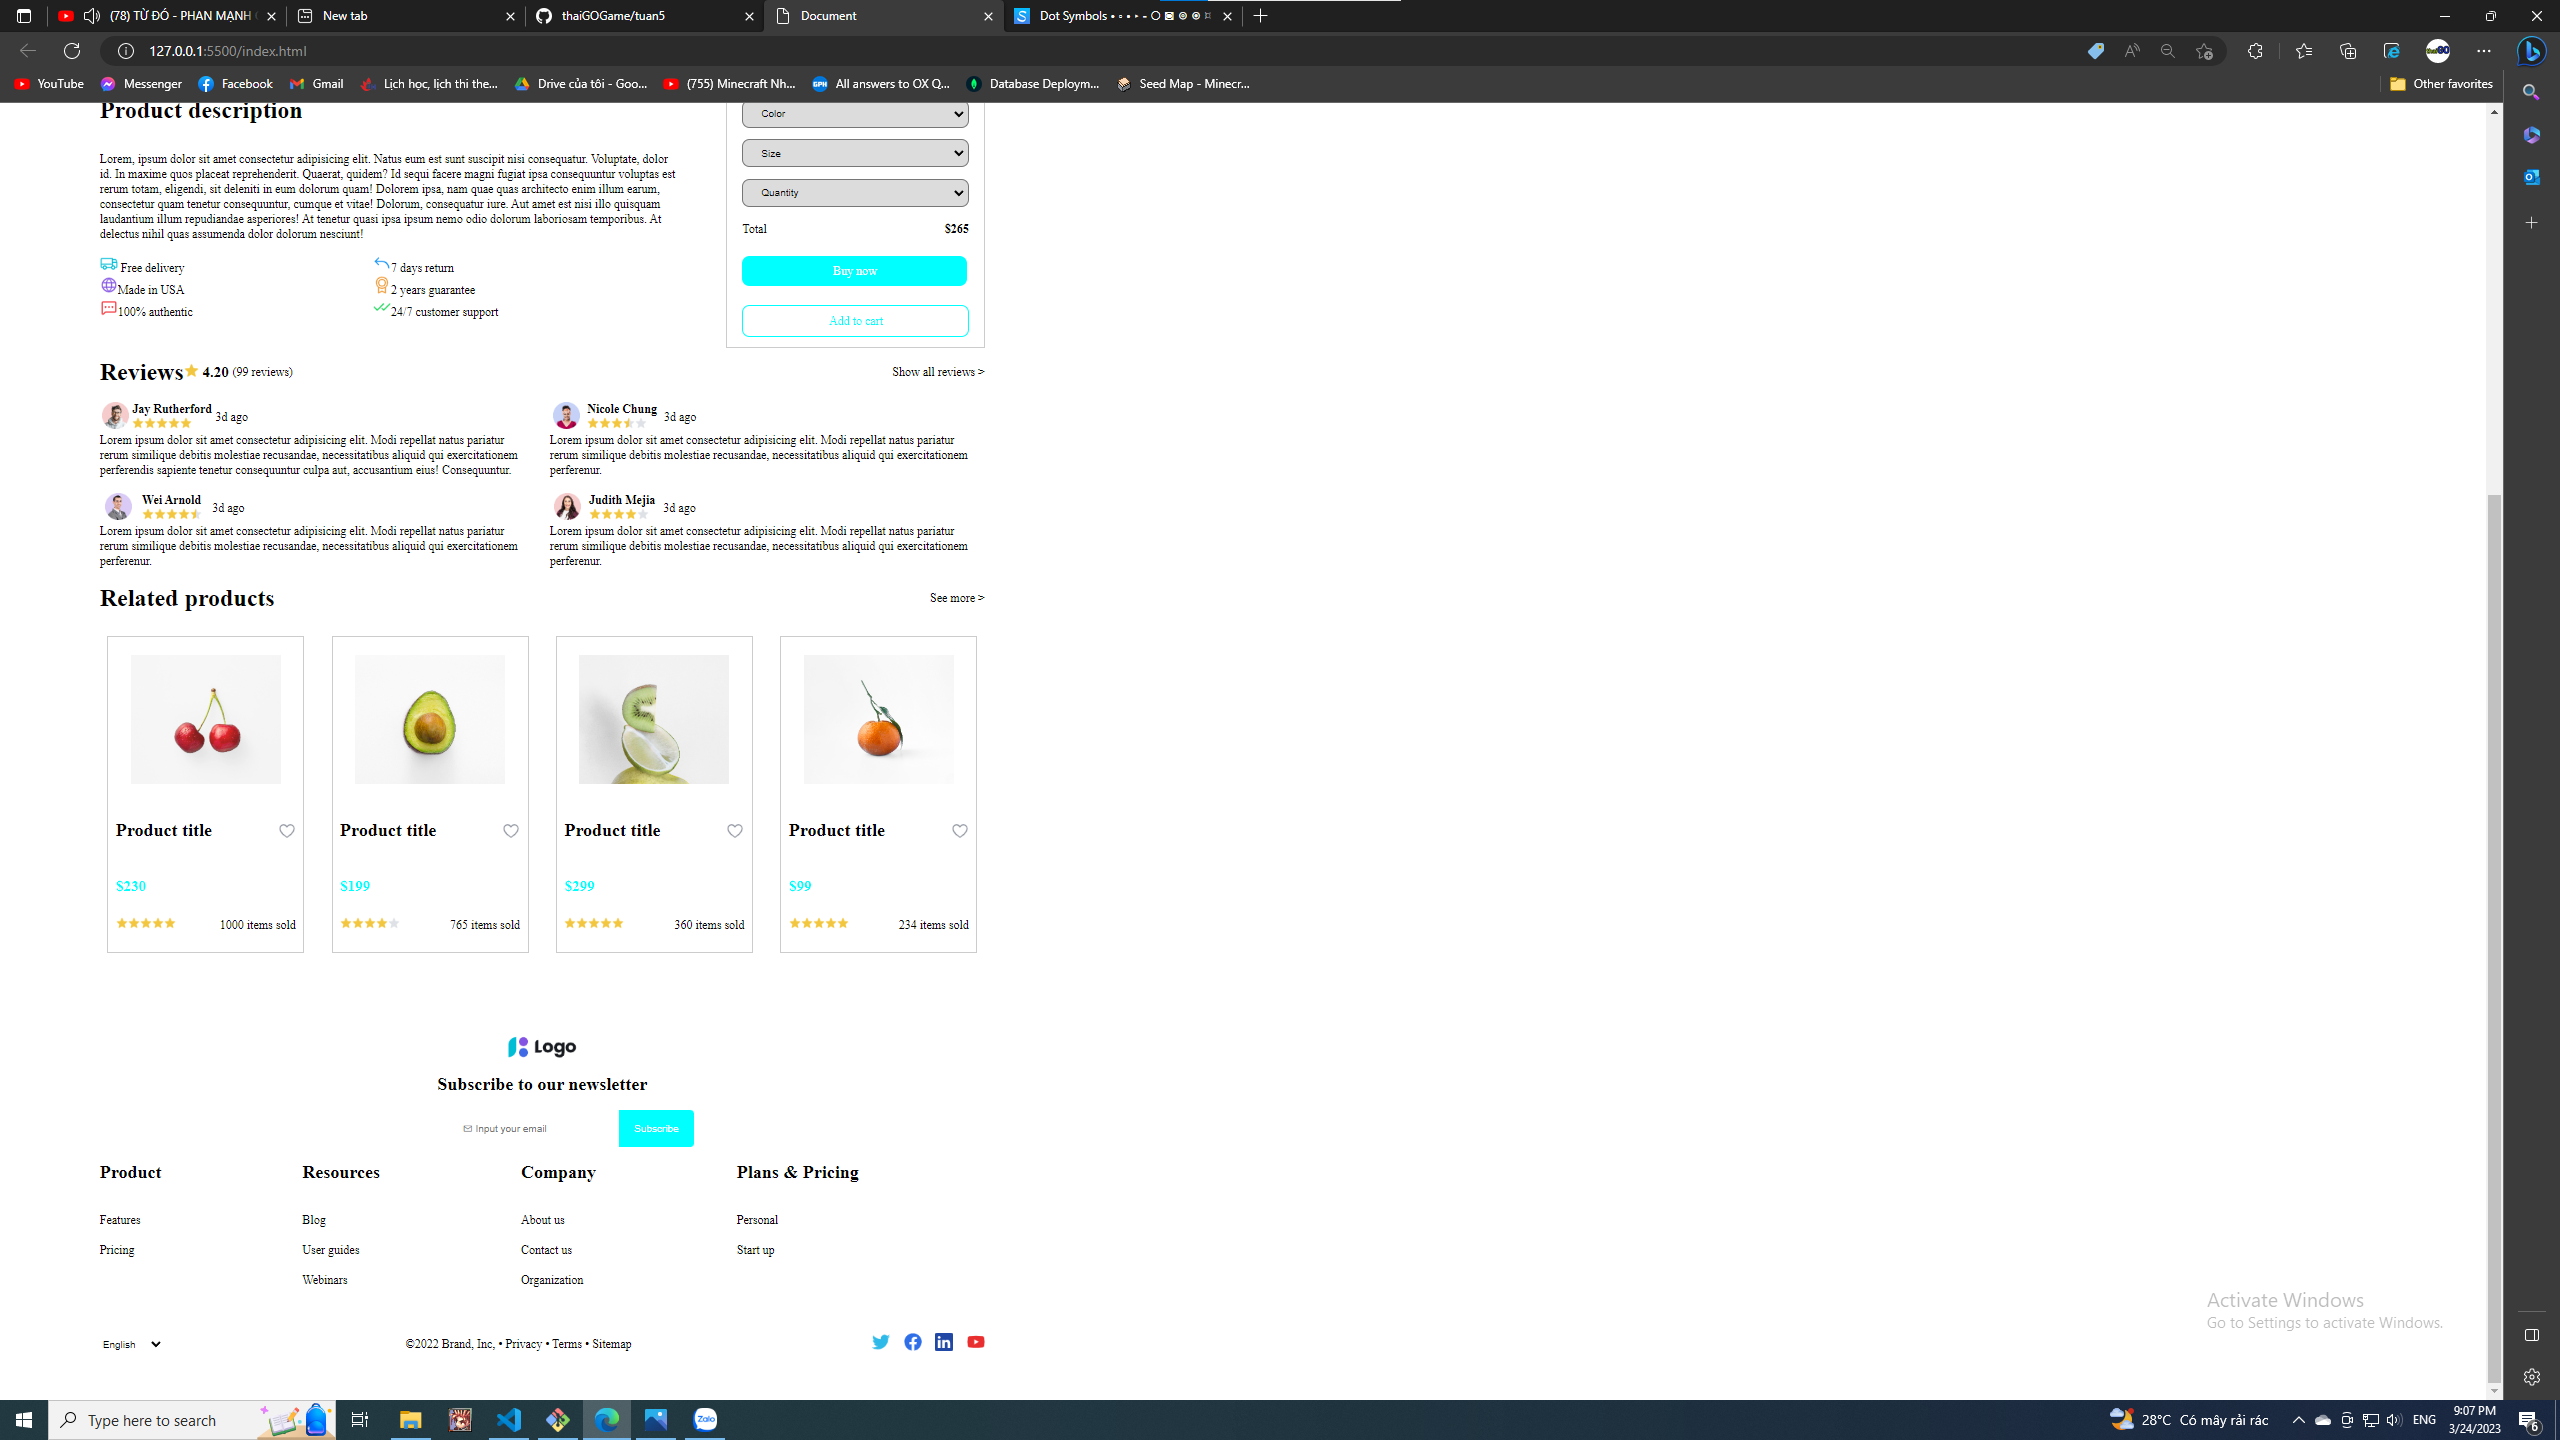 (78) TỪ ĐÓ - PHAN MẠNH
New tab
thaiGOGame/tuan5
Document
Dot Symbols
127.0.0.1:5500/index.html
YouTube
Messenger
Facebook
Gmail
Lịch học, lịch thi the...
Drive của tôi - Goo...
(755) Minecraft Nh...
All answers to OX Q...
Database Deploym...
Seed Map - Minecr...
Other favorites
Product description
Lorem, ipsum dolor sit amet consectetur adipisicing elit. Natus eum est sunt suscipit nisi consequatur. Voluptate, dolor
id. In maxime quos placeat reprehenderit. Quaerat, quidem? Id sequi facere magni fugiat ipsa consequuntur voluptas est
rerum totam, eligendi, sit deleniti in eum dolorum quam! Dolorem ipsa, nam quae quas architecto enim illum earum,
consectetur quam tenetur consequuntur, cumque et vitae! Dolorum, consequatur iure. Aut amet est nisi illo quisquam
laudantium illum repudiandae asperiores! At tenetur quasi ipsa ipsum nemo odio dolorum laboriosam temporibus. At
delectus nihil quas assumenda dolor dolorum nesciunt!
Free delivery
7 days return
Made in USA
2 years guarantee
100% authentic
24/7 customer support
Color
Size
Quantity
Total $265
Buy now
Add to cart
Reviews 4.20 (99 reviews)
Show all reviews >
Jay Rutherford
3d ago
Lorem ipsum dolor sit amet consectetur adipisicing elit. Modi repellat natus pariatur
rerum similique debitis molestiae recusandae, necessitatibus aliquid qui exercitationem
perferendis sapiente tenetur consequuntur culpa aut, accusantium eius! Consequuntur.
Nicole Chung
3d ago
Lorem ipsum dolor sit amet consectetur adipisicing elit. Modi repellat natus pariatur
rerum similique debitis molestiae recusandae, necessitatibus aliquid qui exercitationem
perferenur.
Wei Arnold
3d ago
Lorem ipsum dolor sit amet consectetur adipisicing elit. Modi repellat natus pariatur
rerum similique debitis molestiae recusandae, necessitatibus aliquid qui exercitationem
perferenur.
Judith Mejia
3d ago
Lorem ipsum dolor sit amet consectetur adipisicing elit. Modi repellat natus pariatur
rerum similique debitis molestiae recusandae, necessitatibus aliquid qui exercitationem
perferenur.
Related products
See more >
Product title
$230
1000 items sold
Product title
$199
765 items sold
Product title
$299
360 items sold
Product title
$99
234 items sold
Logo
Subscribe to our newsletter
Input your email
Subscribe
Product
Features
Pricing
Resources
Blog
User guides
Webinars
Company
About us
Contact us
Organization
Plans & Pricing
Personal
Start up
English
©2022 Brand, Inc, • Privacy • Terms • Sitemap
Activate Windows
Go to Settings to activate Windows.
Type here to search
Zalo
28°C Có mây rải rác
ENG
9:07 PM
3/24/2023
6